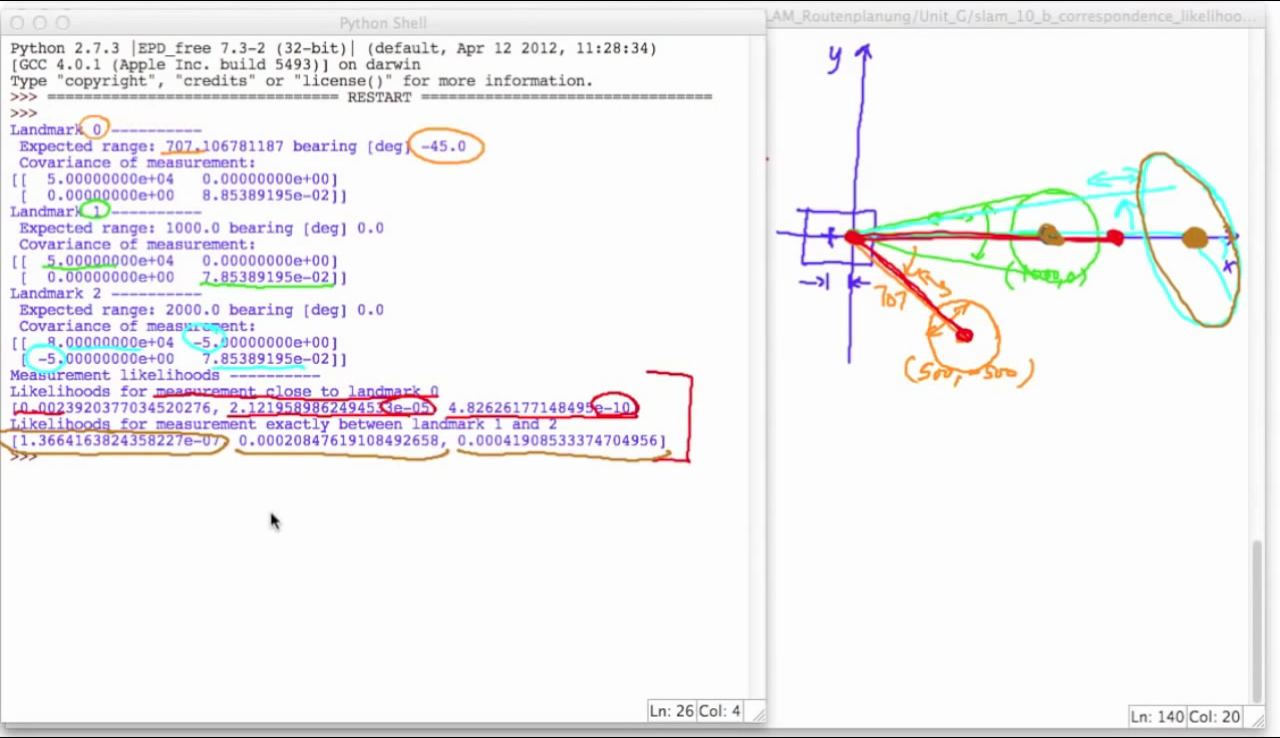 Python Shell
Python 2.7.3 |EPD_free 7.3-2 (32-bit)| (default, Apr 12 2012, 11:28:34)
[GCC 4.0.1 (Apple Inc. build 5493)] on darwin
Type "copyright", "credits" or "license()" for more information.
>>> ================================ RESTART ================================
>>>
Landmark 0 ----------
Expected range: 707.106781187 bearing [deg] -45.0
Covariance of measurement:
[[ 5.00000000e+04 0.00000000e+00]
[ 0.00000000e+00 8.85389195e-02]]
Landmark 1 ----------
Expected range: 1000.0 bearing [deg] 0.0
Covariance of measurement:
[[ 5.00000000e+04 0.00000000e+00]
[ 0.00000000e+00 7.85389195e-02]]
Landmark 2 ----------
Expected range: 2000.0 bearing [deg] 0.0
Covariance of measurement:
[[ 8.00000000e+04 -5.00000000e+00]
[ -5.00000000e+00 7.85389195e-02]]
Measurement likelihoods ----------
Likelihoods for measurement close to landmark 0
[0.0023920377034520276, 2.1219589862494533e-05, 4.82626177148495e-10]
Likelihoods for measurement exactly between landmark 1 and 2
[1.3664163824358227e-07, 0.00020847619108492658, 0.00041908533374704956]
>>>
Ln: 26 Col: 4
LAM_Routenplanung/Unit_G/slam_10_b_correspondence_likelihoo...
y
x
(1000,0)
707
(500,-500)
Ln: 140 Col: 20